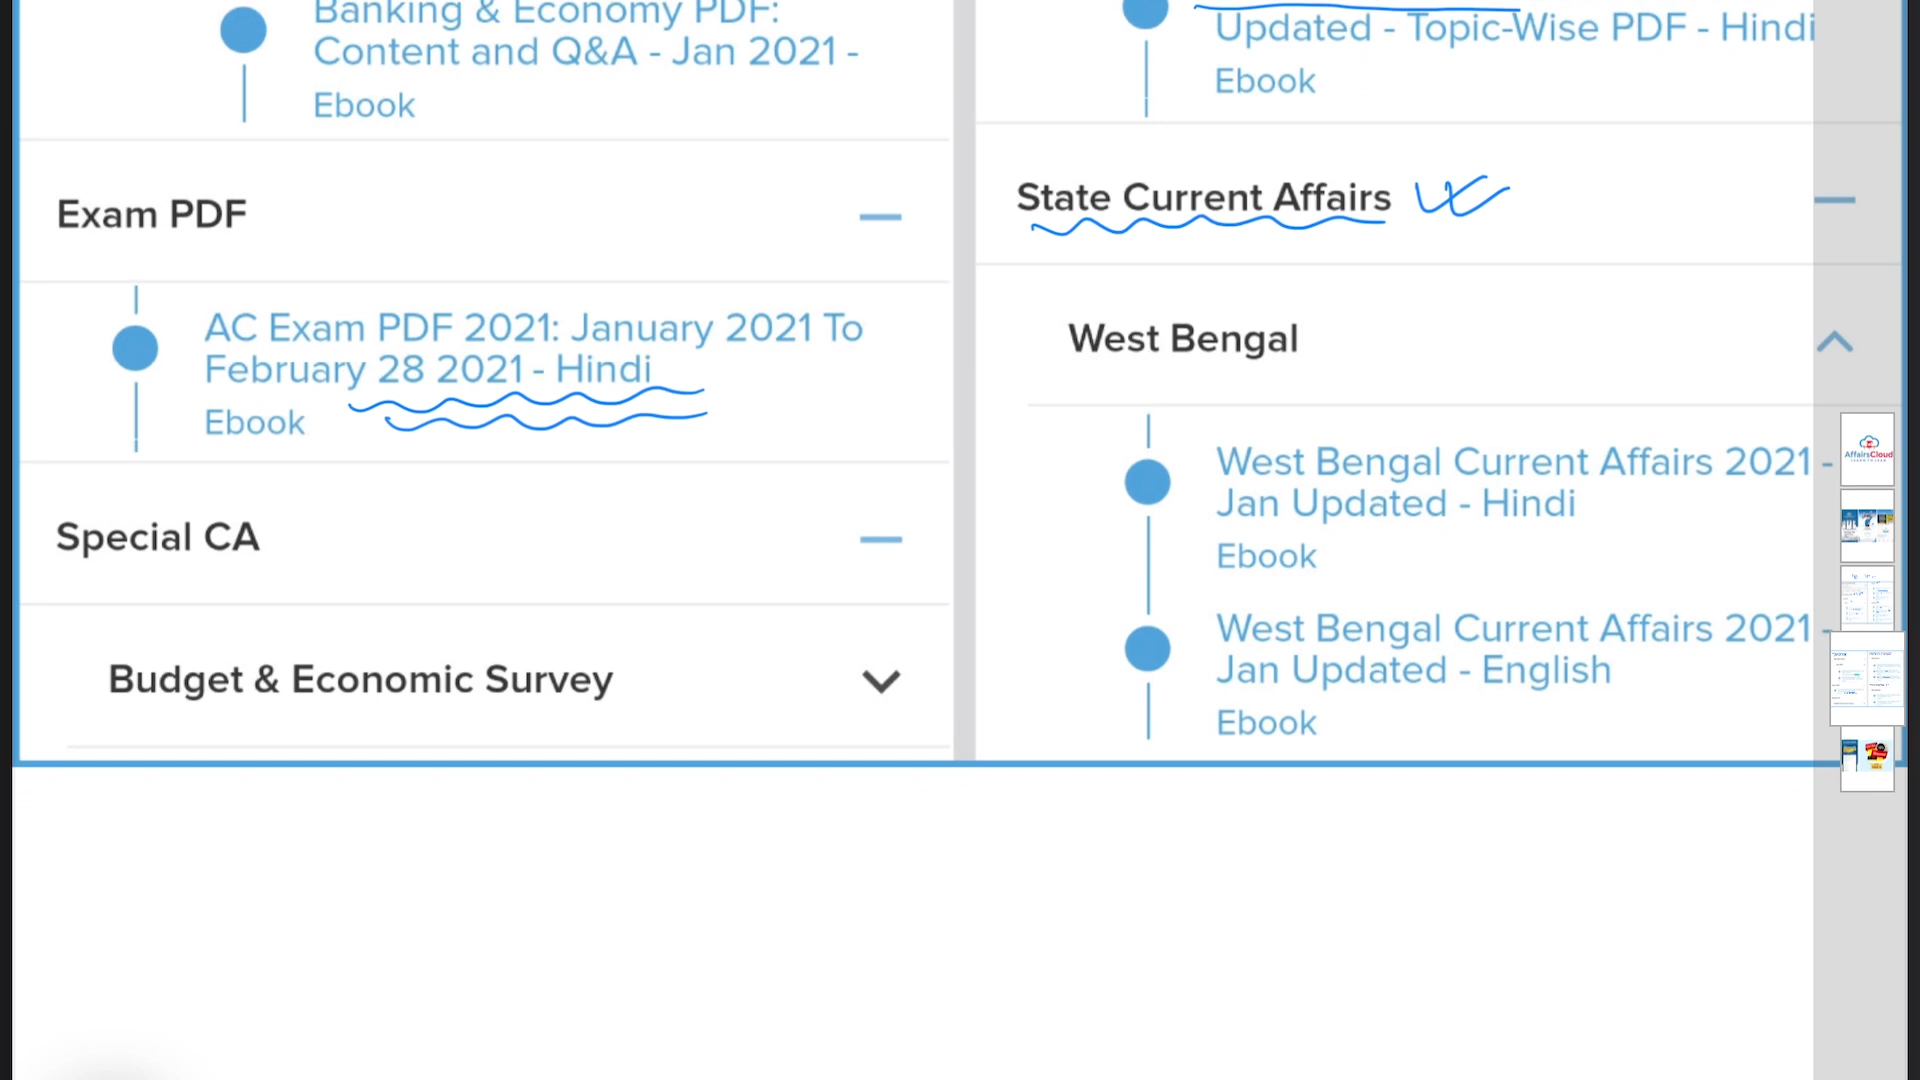 Banking & Economy PDF:
Content and Q&A - Jan 2021 -
Ebook
Exam PDF
AC Exam PDF 2021: January 2021 To
February 28 2021 - Hindi
Ebook
Special CA
Budget & Economic Survey
Updated - Topic-Wise PDF - Hindi
Ebook
State Current Affairs
West Bengal
West Bengal Current Affairs 2021 -
Jan Updated - Hindi
Ebook
West Bengal Current Affairs 2021 -
Jan Updated - English
Ebook
AffairsCloud